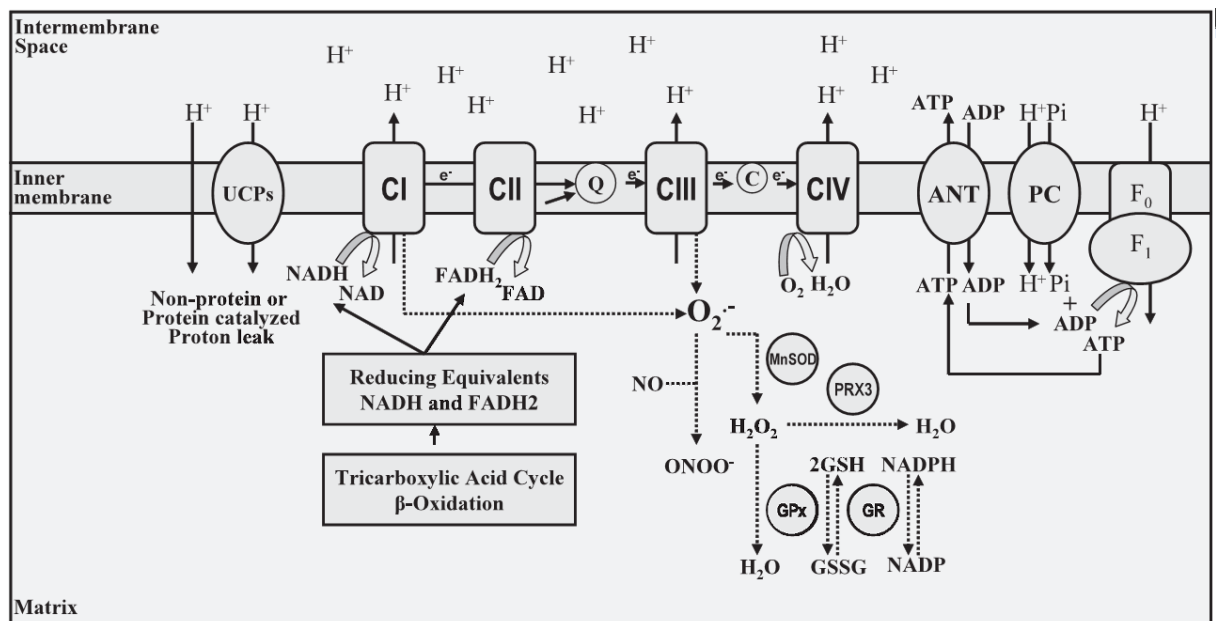 Intermembrane
Space
H⁺
H⁺
H⁺
H⁺
H⁺
H⁺
H⁺
H⁺
H⁺
H⁺
H⁺
H⁺
H⁺
H⁺
ATP
ADP
H⁺Pi
H⁺
Inner
membrane
UCPs
CI
e⁻
CII
Q
e⁻
CIII
e⁻
C
e⁻
CIV
ANT
PC
F₀
F₁
NADH
NAD
FADH₂
FAD
O₂
H₂O
ATP
ADP
H⁺Pi
+
ADP
ATP
Non-protein or
Protein catalyzed
Proton leak
O₂·⁻
MnSOD
Reducing Equivalents
NADH and FADH2
NO
PRX3
H₂O₂
H₂O
ONOO⁻
2GSH
NADPH
Tricarboxylic Acid Cycle
β-Oxidation
GPx
GR
H₂O
GSSG
NADP
Matrix